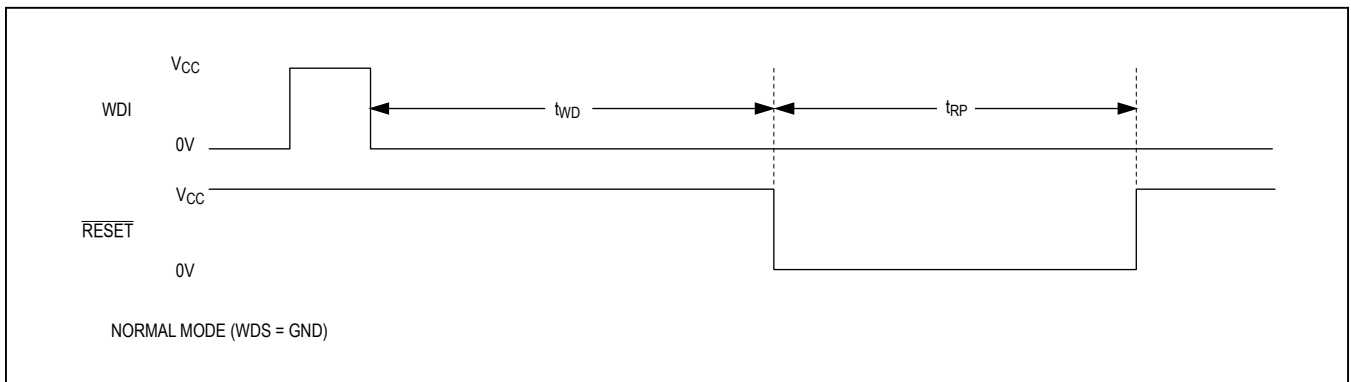 VCC
WDI
tWD
tRP
0V
VCC
RESET
0V
NORMAL MODE (WDS = GND)